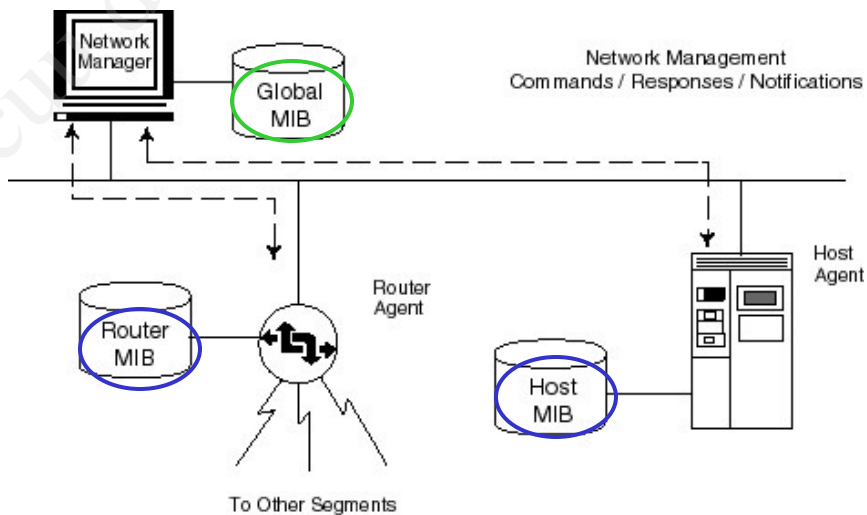 Network
Manager
Global
MIB
Network Management
Commands / Responses / Notifications
Host
Agent
Router
Agent
Router
MIB
Host
MIB
To Other Segments